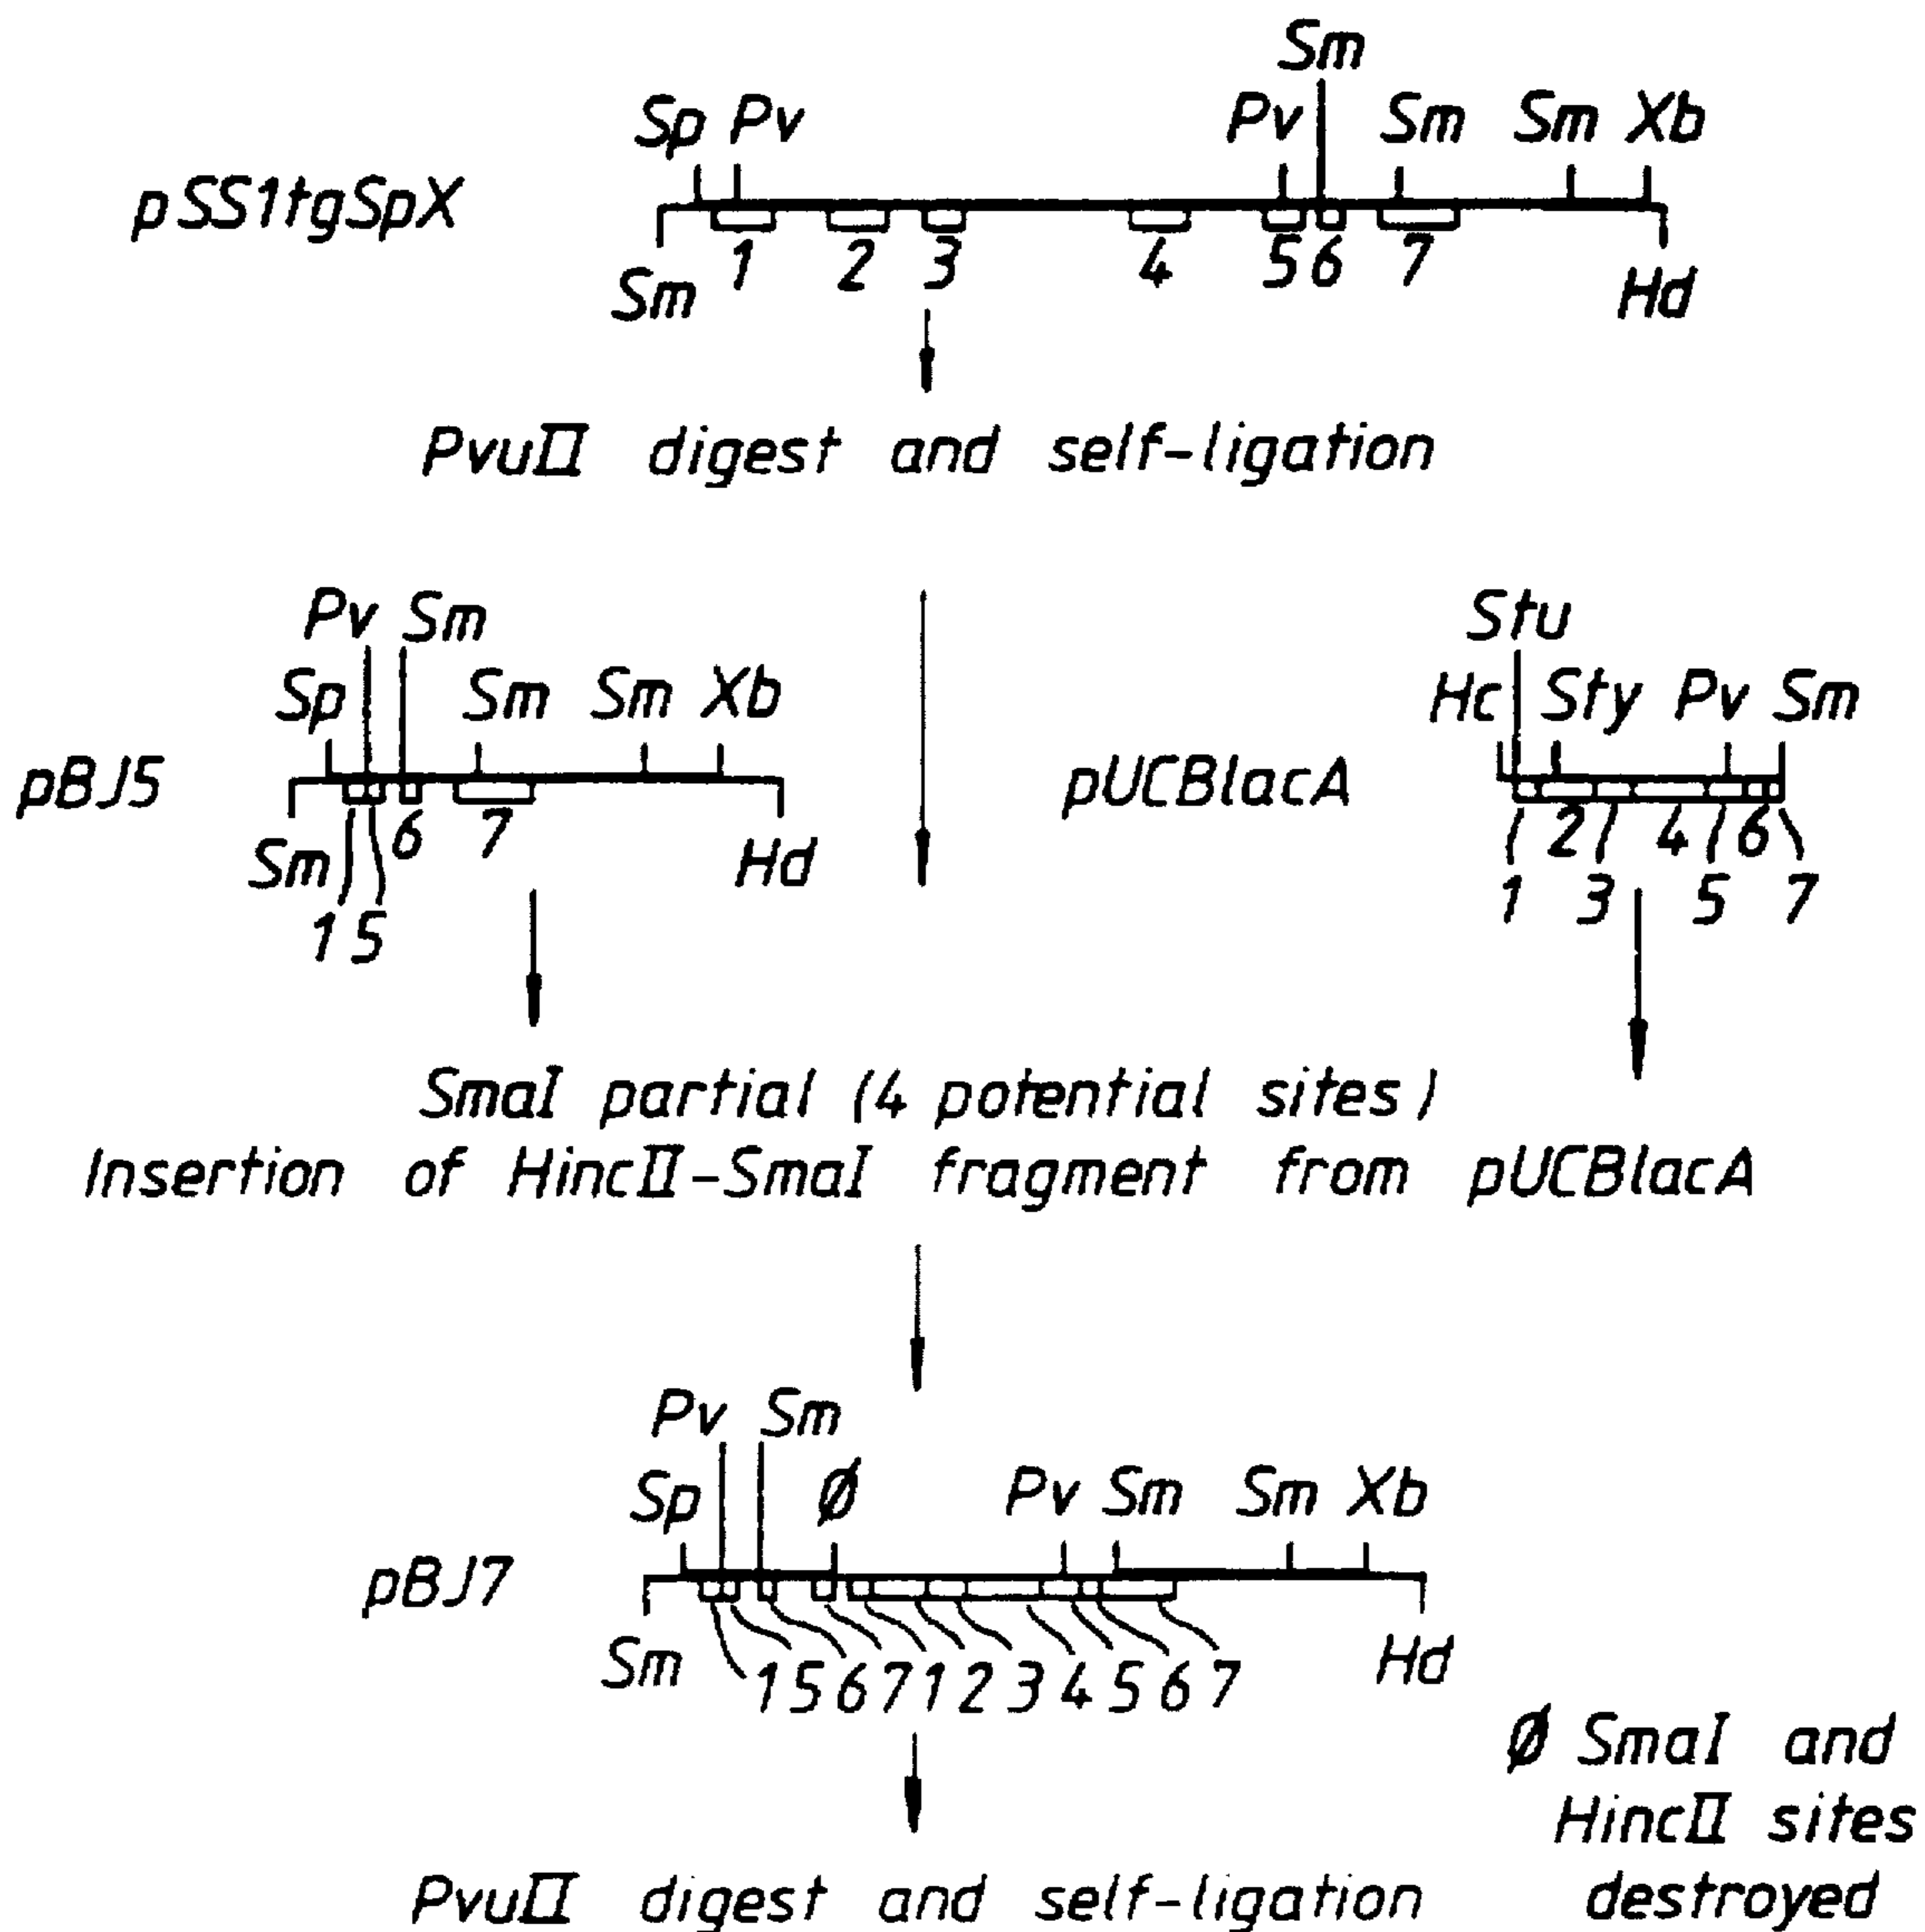 Sm
Sp Pv Pv Sm Sm Xb
pSS1tgSpX
1 2 3 4 5 6 7
Sm Hd
PvuII digest and self-ligation
Pv Sm
Sp Sm Sm Xb
pBJ5
6 7
Sm Hd
1 5
Stu
Hc Sty Pv Sm
pUCBlacA
2 4 6
1 3 5 7
SmaI partial (4 potential sites)
Insertion of HincII-SmaI fragment from pUCBlacA
Pv Sm
Sp Ø Pv Sm Sm Xb
pBJ7
Sm 1 5 6 7 1 2 3 4 5 6 7 Hd
Ø SmaI and
HincII sites
destroyed
PvuII digest and self-ligation